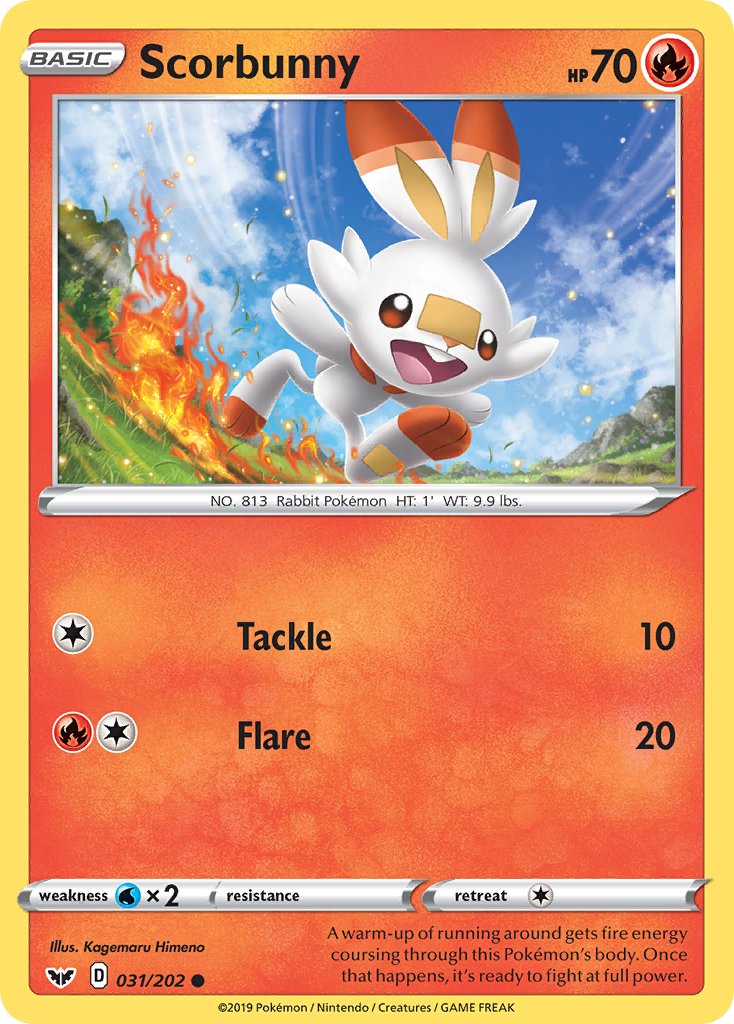 BASIC Scorbunny HP 70
NO. 813 Rabbit Pokémon HT: 1' WT: 9.9 lbs.
Tackle 10
Flare 20
weakness ×2 resistance retreat
Illus. Kagemaru Himeno
A warm-up of running around gets fire energy
coursing through this Pokémon's body. Once
that happens, it's ready to fight at full power.
D 031/202
©2019 Pokémon / Nintendo / Creatures / GAME FREAK